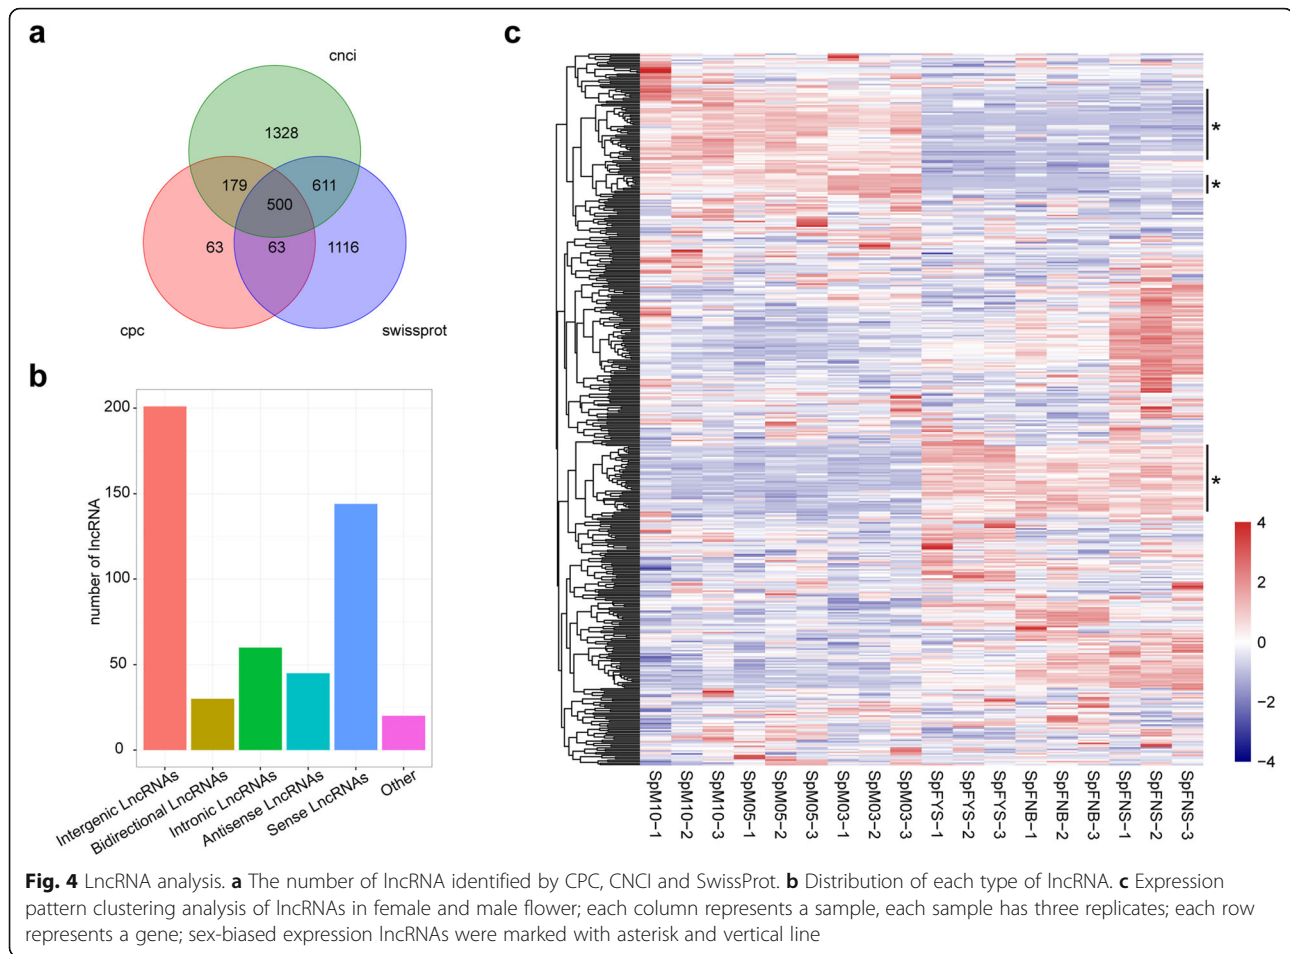 a
cnci
1328
179
611
500
63
63
1116
cpc
swissprot
b
number of lncRNA
200
150
100
50
0
Intergenic LncRNAs
Bidirectional LncRNAs
Intronic LncRNAs
Antisense LncRNAs
Sense LncRNAs
Other
c
*
*
*
4
2
0
−2
−4
SpM10−1
SpM10−2
SpM10−3
SpM05−1
SpM05−2
SpM05−3
SpM03−1
SpM03−2
SpM03−3
SpFYS−1
SpFYS−2
SpFYS−3
SpFNB−1
SpFNB−2
SpFNB−3
SpFNS−1
SpFNS−2
SpFNS−3
Fig. 4 LncRNA analysis. a The number of lncRNA identified by CPC, CNCI and SwissProt. b Distribution of each type of lncRNA. c Expression
pattern clustering analysis of lncRNAs in female and male flower; each column represents a sample, each sample has three replicates; each row
represents a gene; sex-biased expression lncRNAs were marked with asterisk and vertical line